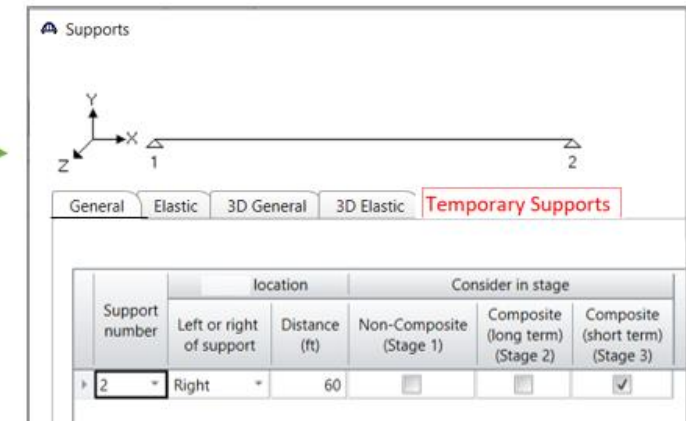 Supports
Y
X
Z
1
2
General
Elastic
3D General
3D Elastic
Temporary Supports
location
Consider in stage
Support
number
Left or right
of support
Distance
(ft)
Non-Composite
(Stage 1)
Composite
(long term)
(Stage 2)
Composite
(short term)
(Stage 3)
2
Right
60